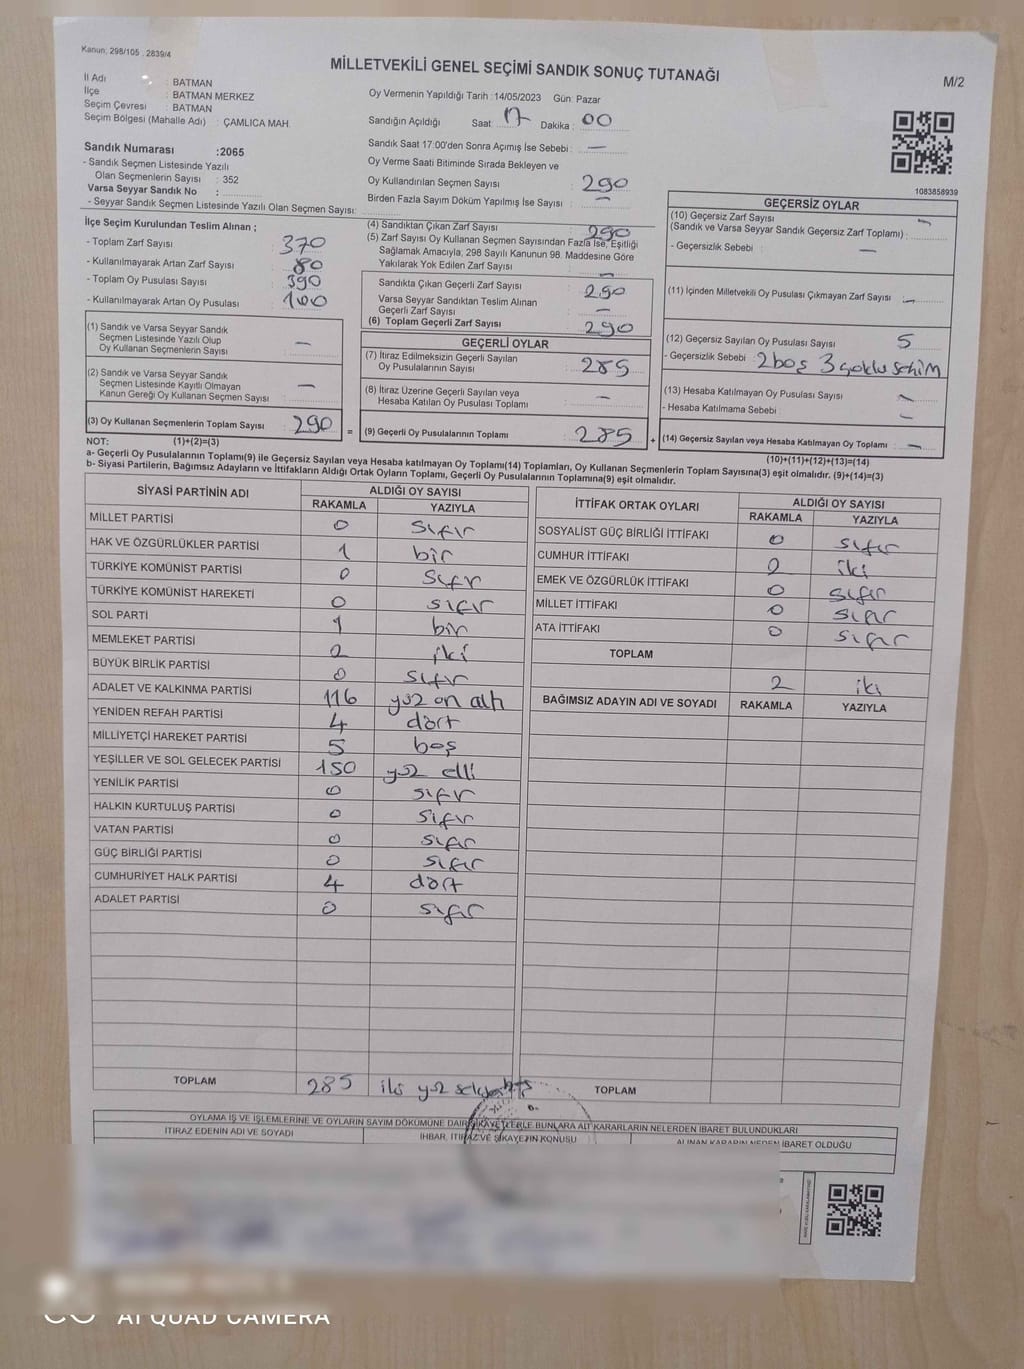 Kanun: 298/105 , 2839/4
MİLLETVEKİLİ GENEL SEÇİMİ SANDIK SONUÇ TUTANAĞI
M/2
İl Adı : BATMAN
İlçe : BATMAN MERKEZ
Seçim Çevresi : BATMAN
Seçim Bölgesi (Mahalle Adı) : ÇAMLICA MAH.
Sandık Numarası :2065
- Sandık Seçmen Listesinde Yazılı
Olan Seçmenlerin Sayısı : 352
Varsa Seyyar Sandık No :
- Seyyar Sandık Seçmen Listesinde Yazılı Olan Seçmen Sayısı:
Oy Vermenin Yapıldığı Tarih :14/05/2023 Gün: Pazar
Sandığın Açıldığı Saat: 17 Dakika : 00
Sandık Saat 17:00'den Sonra Açımış İse Sebebi : —
Oy Verme Saati Bitiminde Sırada Bekleyen ve
Oy Kullandırılan Seçmen Sayısı 290
Birden Fazla Sayım Döküm Yapılmış İse Sayısı : —
1083858939
İlçe Seçim Kurulundan Teslim Alınan ;
- Toplam Zarf Sayısı : 370
- Kullanılmayarak Artan Zarf Sayısı : 80
- Toplam Oy Pusulası Sayısı : 390
- Kullanılmayarak Artan Oy Pusulası : 100
(4) Sandıktan Çıkan Zarf Sayısı : 290
(5) Zarf Sayısı Oy Kullanan Seçmen Sayısından Fazla İse, Eşitliği
Sağlamak Amacıyla, 298 Sayılı Kanunun 98. Maddesine Göre
Yakılarak Yok Edilen Zarf Sayısı : —
Sandıkta Çıkan Geçerli Zarf Sayısı : 290
Varsa Seyyar Sandıktan Teslim Alınan
Geçerli Zarf Sayısı : —
(6) Toplam Geçerli Zarf Sayısı : 290
GEÇERSİZ OYLAR
(10) Geçersiz Zarf Sayısı
(Sandık ve Varsa Seyyar Sandık Geçersiz Zarf Toplamı) : —
- Geçersizlik Sebebi : —
(11) İçinden Milletvekili Oy Pusulası Çıkmayan Zarf Sayısı : —
(12) Geçersiz Sayılan Oy Pusulası Sayısı : 5
- Geçersizlik Sebebi : 2 boş 3 çoklu sehim
(13) Hesaba Katılmayan Oy Pusulası Sayısı : —
- Hesaba Katılmama Sebebi : —
(14) Geçersiz Sayılan veya Hesaba Katılmayan Oy Toplamı : —
(1) Sandık ve Varsa Seyyar Sandık
Seçmen Listesinde Yazılı Olup
Oy Kullanan Seçmenlerin Sayısı : —
(2) Sandık ve Varsa Seyyar Sandık
Seçmen Listesinde Kayıtlı Olmayan
Kanun Gereği Oy Kullanan Seçmen Sayısı : —
(3) Oy Kullanan Seçmenlerin Toplam Sayısı : 290 =
GEÇERLİ OYLAR
(7) İtiraz Edilmeksizin Geçerli Sayılan
Oy Pusulalarının Sayısı : 285
(8) İtiraz Üzerine Geçerli Sayılan veya
Hesaba Katılan Oy Pusulası Toplamı : —
(9) Geçerli Oy Pusulalarının Toplamı : 285 +
NOT: (1)+(2)=(3)
(10)+(11)+(12)+(13)=(14)
a- Geçerli Oy Pusulası Toplamı(9) ile Geçersiz Sayılan veya Hesaba katılmayan Oy Toplamı(14) Toplamları, Oy Kullanan Seçmenlerin Toplam Sayısına(3) eşit olmalıdır. (9)+(14)=(3)
b- Siyasi Partilerin, Bağımsız Adayların ve İttifakların Aldığı Ortak Oyların Toplamı, Geçerli Oy Pusulalarının Toplamına(9) eşit olmalıdır.
SİYASİ PARTİNİN ADI ALDIĞI OY SAYISI
RAKAMLA YAZIYLA
MİLLET PARTİSİ 0 sıfır
HAK VE ÖZGÜRLÜKLER PARTİSİ 1 bir
TÜRKİYE KOMÜNİST PARTİSİ 0 sıfır
TÜRKİYE KOMÜNİST HAREKETİ 0 sıfır
SOL PARTİ 1 bir
MEMLEKET PARTİSİ 2 iki
BÜYÜK BİRLİK PARTİSİ 0 sıfır
ADALET VE KALKINMA PARTİSİ 116 yüz on altı
YENİDEN REFAH PARTİSİ 4 dört
MİLLİYETÇİ HAREKET PARTİSİ 5 beş
YEŞİLLER VE SOL GELECEK PARTİSİ 150 yüz elli
YENİLİK PARTİSİ 0 sıfır
HALKIN KURTULUŞ PARTİSİ 0 sıfır
VATAN PARTİSİ 0 sıfır
GÜÇ BİRLİĞİ PARTİSİ 0 sıfır
CUMHURİYET HALK PARTİSİ 4 dört
ADALET PARTİSİ 0 sıfır
TOPLAM 285 iki yüz seksen beş
İTTİFAK ORTAK OYLARI ALDIĞI OY SAYISI
RAKAMLA YAZIYLA
SOSYALİST GÜÇ BİRLİĞİ İTTİFAKI 0 sıfır
CUMHUR İTTİFAKI 2 iki
EMEK VE ÖZGÜRLÜK İTTİFAKI 0 sıfır
MİLLET İTTİFAKI 0 sıfır
ATA İTTİFAKI 0 sıfır
TOPLAM 2 iki
BAĞIMSIZ ADAYIN ADI VE SOYADI RAKAMLA YAZIYLA
TOPLAM
OYLAMA İŞ VE İŞLEMLERİNE VE OYLARIN SAYIM DÖKÜMÜNE DAİR ŞİKAYETLERLE BUNLARA AİT KARARLARIN NELERDEN İBARET BULUNDUKLARI
İTİRAZ EDENİN ADI VE SOYADI İHBAR, İTİRAZ VE ŞİKAYETİN KONUSU ALINAN KARARIN NEDEN İBARET OLDUĞU
AI QUAD CAMERA